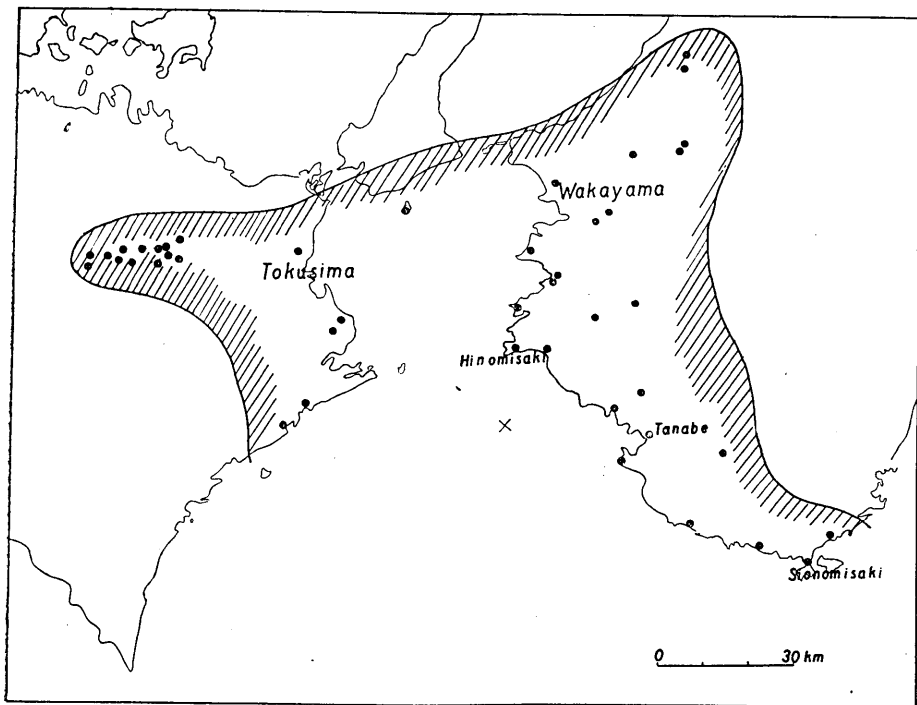 Wakayama
Tokusima
Hinomisaki
Tanabe
Sionomisaki
0 30 km